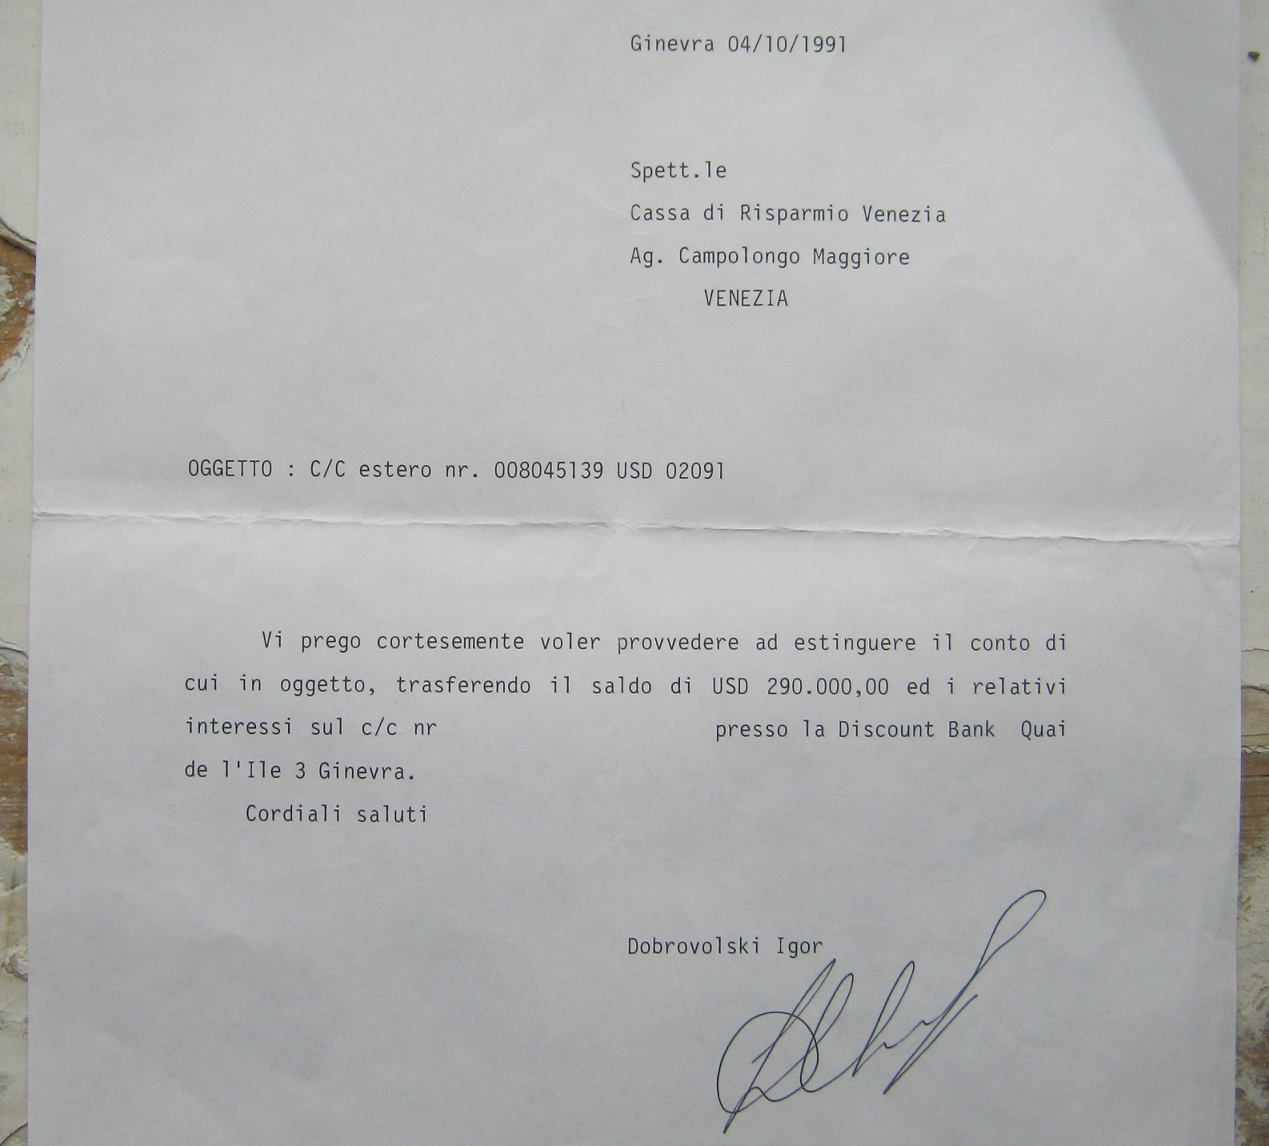 Ginevra 04/10/1991
Spett.le
Cassa di Risparmio Venezia
Ag. Campolongo Maggiore
VENEZIA
OGGETTO : C/C estero nr. 008045139 USD 02091
Vi prego cortesemente voler provvedere ad estinguere il conto di
cui in oggetto, trasferendo il saldo di USD 290.000,00 ed i relativi
interessi sul c/c nr presso la Discount Bank Quai
de l'Ile 3 Ginevra.
Cordiali saluti
Dobrovolski Igor